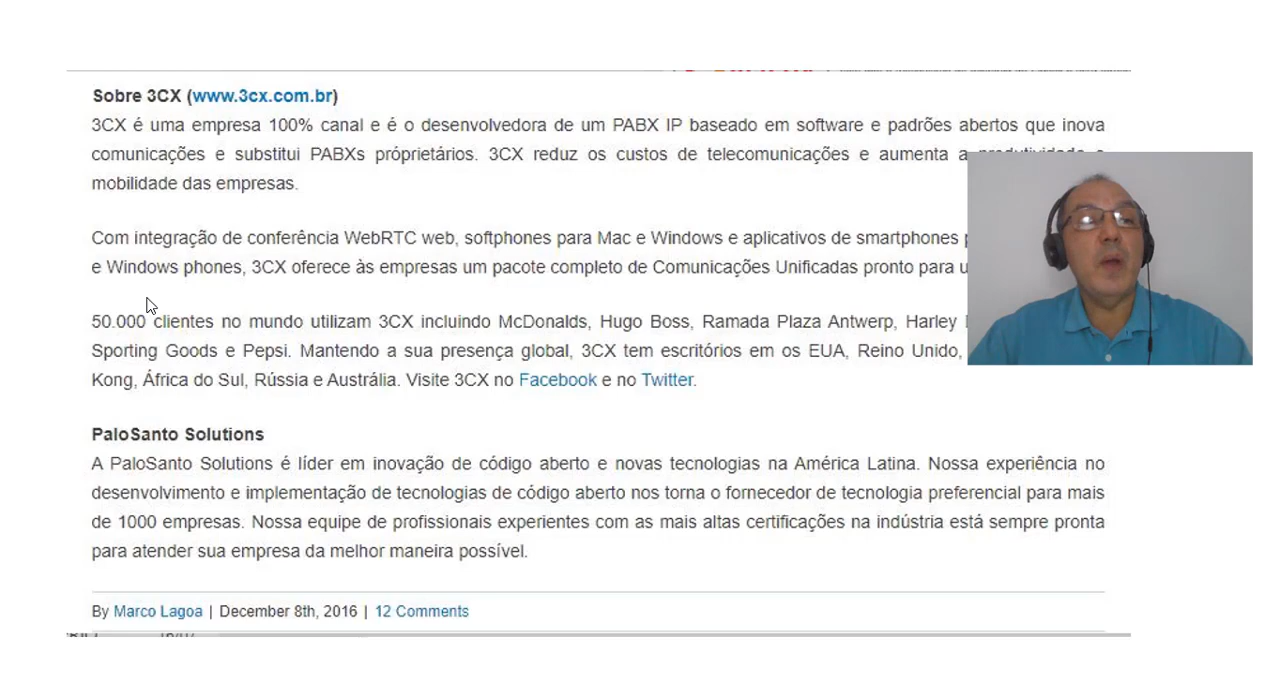 Sobre 3CX (www.3cx.com.br)
3CX é uma empresa 100% canal e é o desenvolvedora de um PABX IP baseado em software e padrões abertos que inova
comunicações e substitui PABXs próprietários. 3CX reduz os custos de telecomunicações e aumenta a
mobilidade das empresas.
Com integração de conferência WebRTC web, softphones para Mac e Windows e aplicativos de smartphones
e Windows phones, 3CX oferece às empresas um pacote completo de Comunicações Unificadas pronto para
50.000 clientes no mundo utilizam 3CX incluindo McDonalds, Hugo Boss, Ramada Plaza Antwerp, Harley
Sporting Goods e Pepsi. Mantendo a sua presença global, 3CX tem escritórios em os EUA, Reino Unido,
Kong, África do Sul, Rússia e Austrália. Visite 3CX no Facebook e no Twitter.
PaloSanto Solutions
A PaloSanto Solutions é líder em inovação de código aberto e novas tecnologias na América Latina. Nossa experiência no
desenvolvimento e implementação de tecnologias de código aberto nos torna o fornecedor de tecnologia preferencial para mais
de 1000 empresas. Nossa equipe de profissionais experientes com as mais altas certificações na indústria está sempre pronta
para atender sua empresa da melhor maneira possível.
By Marco Lagoa | December 8th, 2016 | 12 Comments